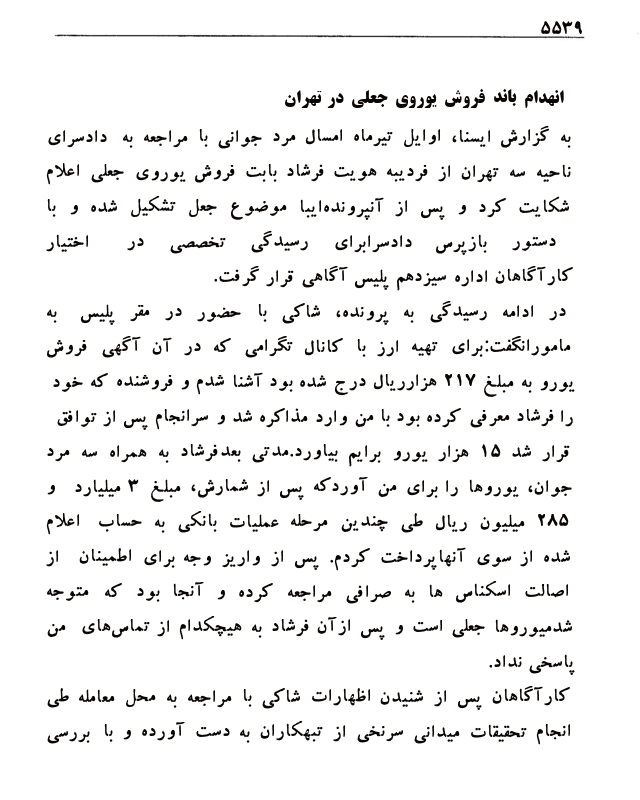 ۵۵۳۹
انهدام باند فروش یوروی جعلی در تهران
به گزارش ایسنا، اوایل تیرماه امسال مرد جوانی با مراجعه به دادسرای
ناحیه سه تهران از فردیبه هویت فرشاد بابت فروش یوروی جعلی اعلام
شکایت کرد و پس از آنپرونده‌ایبا موضوع جعل تشکیل شده و با
دستور بازپرس دادسرابرای رسیدگی تخصصی در اختیار
کارآگاهان اداره سیزدهم پلیس آگاهی قرار گرفت.
در ادامه رسیدگی به پرونده، شاکی با حضور در مقر پلیس به
مامورانگفت:برای تهیه ارز با کانال تگرامی که در آن آگهی فروش
یورو به مبلغ ۲۱۷ هزارریال درج شده بود آشنا شدم و فروشنده که خود
را فرشاد معرفی کرده بود با من وارد مذاکره شد و سرانجام پس از توافق
قرار شد ۱۵ هزار یورو برایم بیاورد.مدتی بعدفرشاد به همراه سه مرد
جوان، یوروها را برای من آوردکه پس از شمارش، مبلغ ۳ میلیارد و
۲۸۵ میلیون ریال طی چندین مرحله عملیات بانکی به حساب اعلام
شده از سوی آنهاپرداخت کردم. پس از واریز وجه برای اطمینان از
اصالت اسکناس ها به صرافی مراجعه کرده و آنجا بود که متوجه
شدمیوروها جعلی است و پس ازآن فرشاد به هیچکدام از تماس‌های من
پاسخی نداد.
کارآگاهان پس از شنیدن اظهارات شاکی با مراجعه به محل معامله طی
انجام تحقیقات میدانی سرنخی از تبهکاران به دست آورده و با بررسی